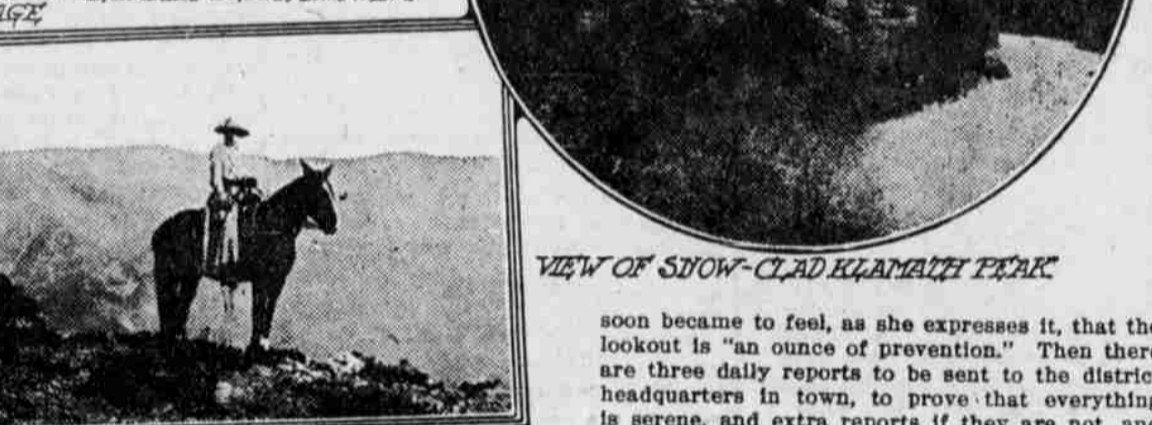 VIEW OF SNOW-CLAD KLAMATH PEAK
soon became to feel, as she expresses it, that the
lookout is "an ounce of prevention." Then ther
are three daily reports to be sent to the distric
headquarters in town, to prove that everything
is serene, and extra reports if they are not, and